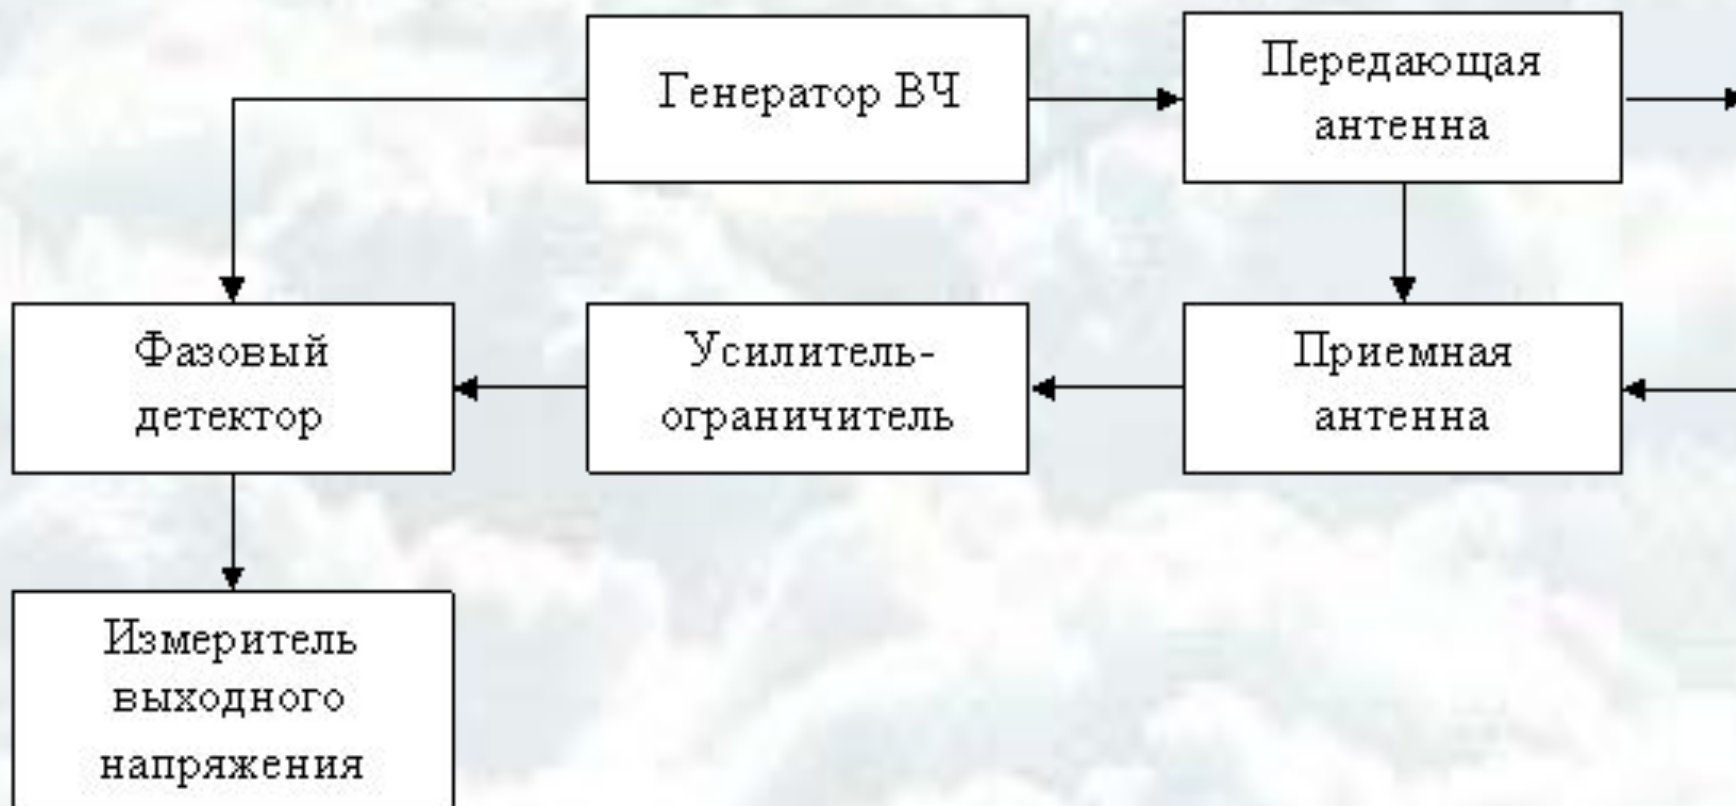 Генератор ВЧ
Передающая
антенна
Фазовый
детектор
Усилитель-
ограничитель
Приемная
антенна
Измеритель
выходного
напряжения